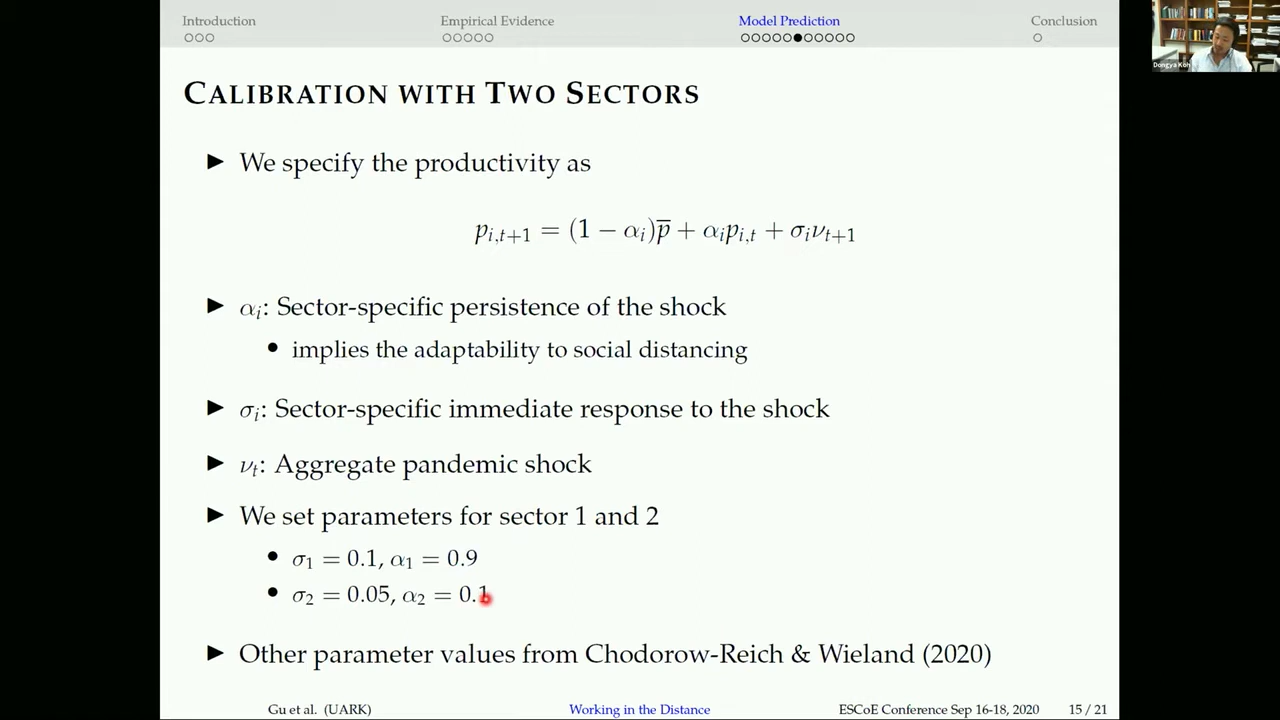 Introduction Empirical Evidence Model Prediction Conclusion
Dongya Koh
CALIBRATION WITH TWO SECTORS
We specify the productivity as
p_{i,t+1} = (1 − α_i)p̅ + α_i p_{i,t} + σ_i ν_{t+1}
α_i: Sector-specific persistence of the shock
implies the adaptability to social distancing
σ_i: Sector-specific immediate response to the shock
ν_t: Aggregate pandemic shock
We set parameters for sector 1 and 2
σ_1 = 0.1, α_1 = 0.9
σ_2 = 0.05, α_2 = 0.1
Other parameter values from Chodorow-Reich & Wieland (2020)
Gu et al. (UARK) Working in the Distance ESCoE Conference Sep 16-18, 2020 15 / 21